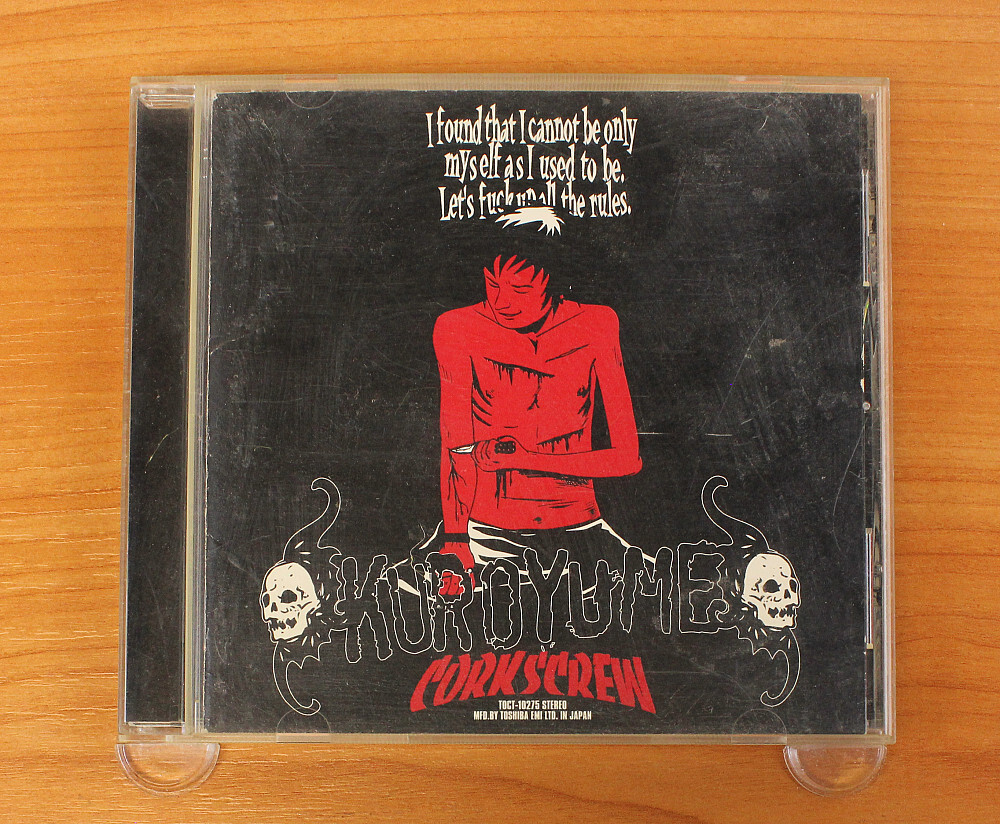 I found that I cannot be only
myself as I used to be.
Let's fuck up all the rules.
KUROYUME
CORKSCREW
TOCT-10275 STEREO
MFD.BY TOSHIBA EMI LTD. IN JAPAN